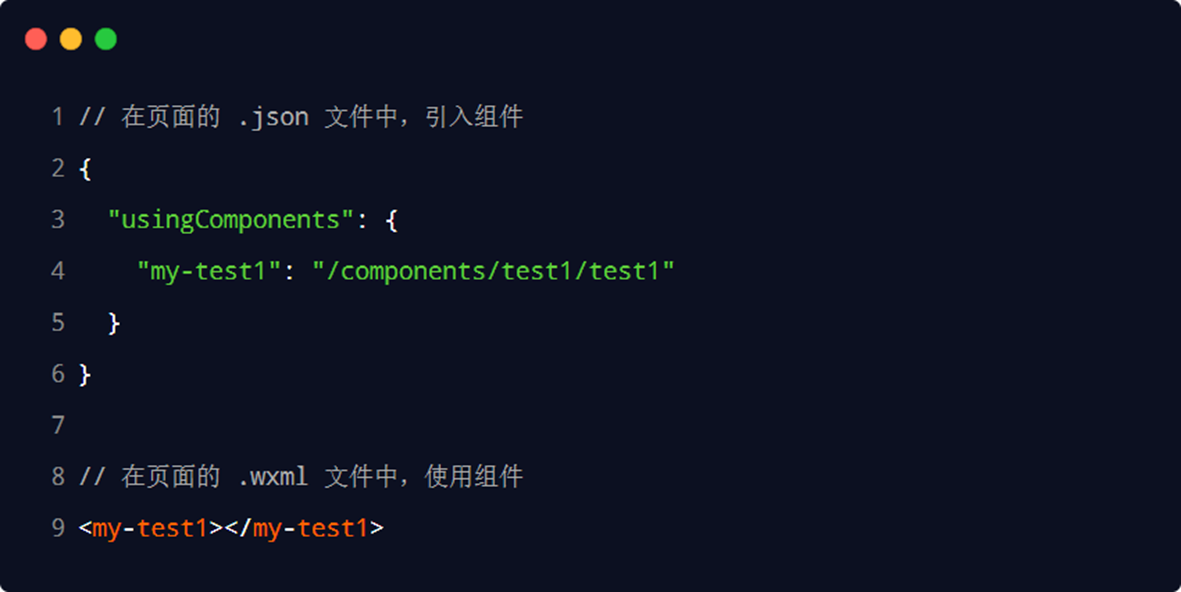 1 // 在页面的 .json 文件中，引入组件
2 {
3   "usingComponents": {
4     "my-test1": "/components/test1/test1"
5   }
6 }
7
8 // 在页面的 .wxml 文件中，使用组件
9 <my-test1></my-test1>